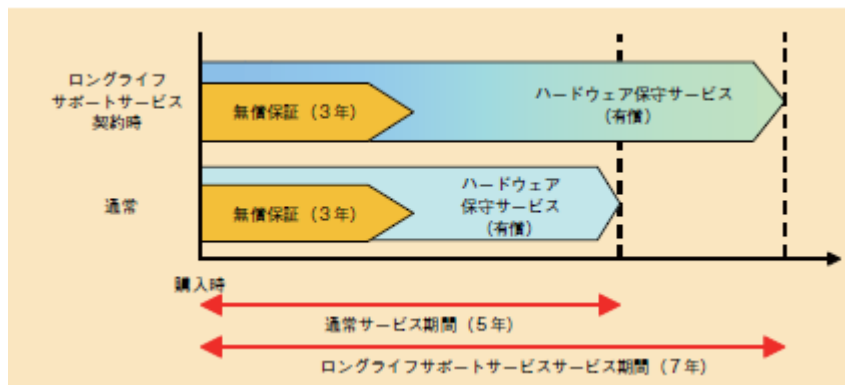 ロングライフ
サポートサービス
契約時
無償保証（３年）
ハードウェア保守サービス
（有償）
通常
無償保証（３年）
ハードウェア
保守サービス
（有償）
購入時
通常サービス期間（５年）
ロングライフサポートサービスサービス期間（７年）